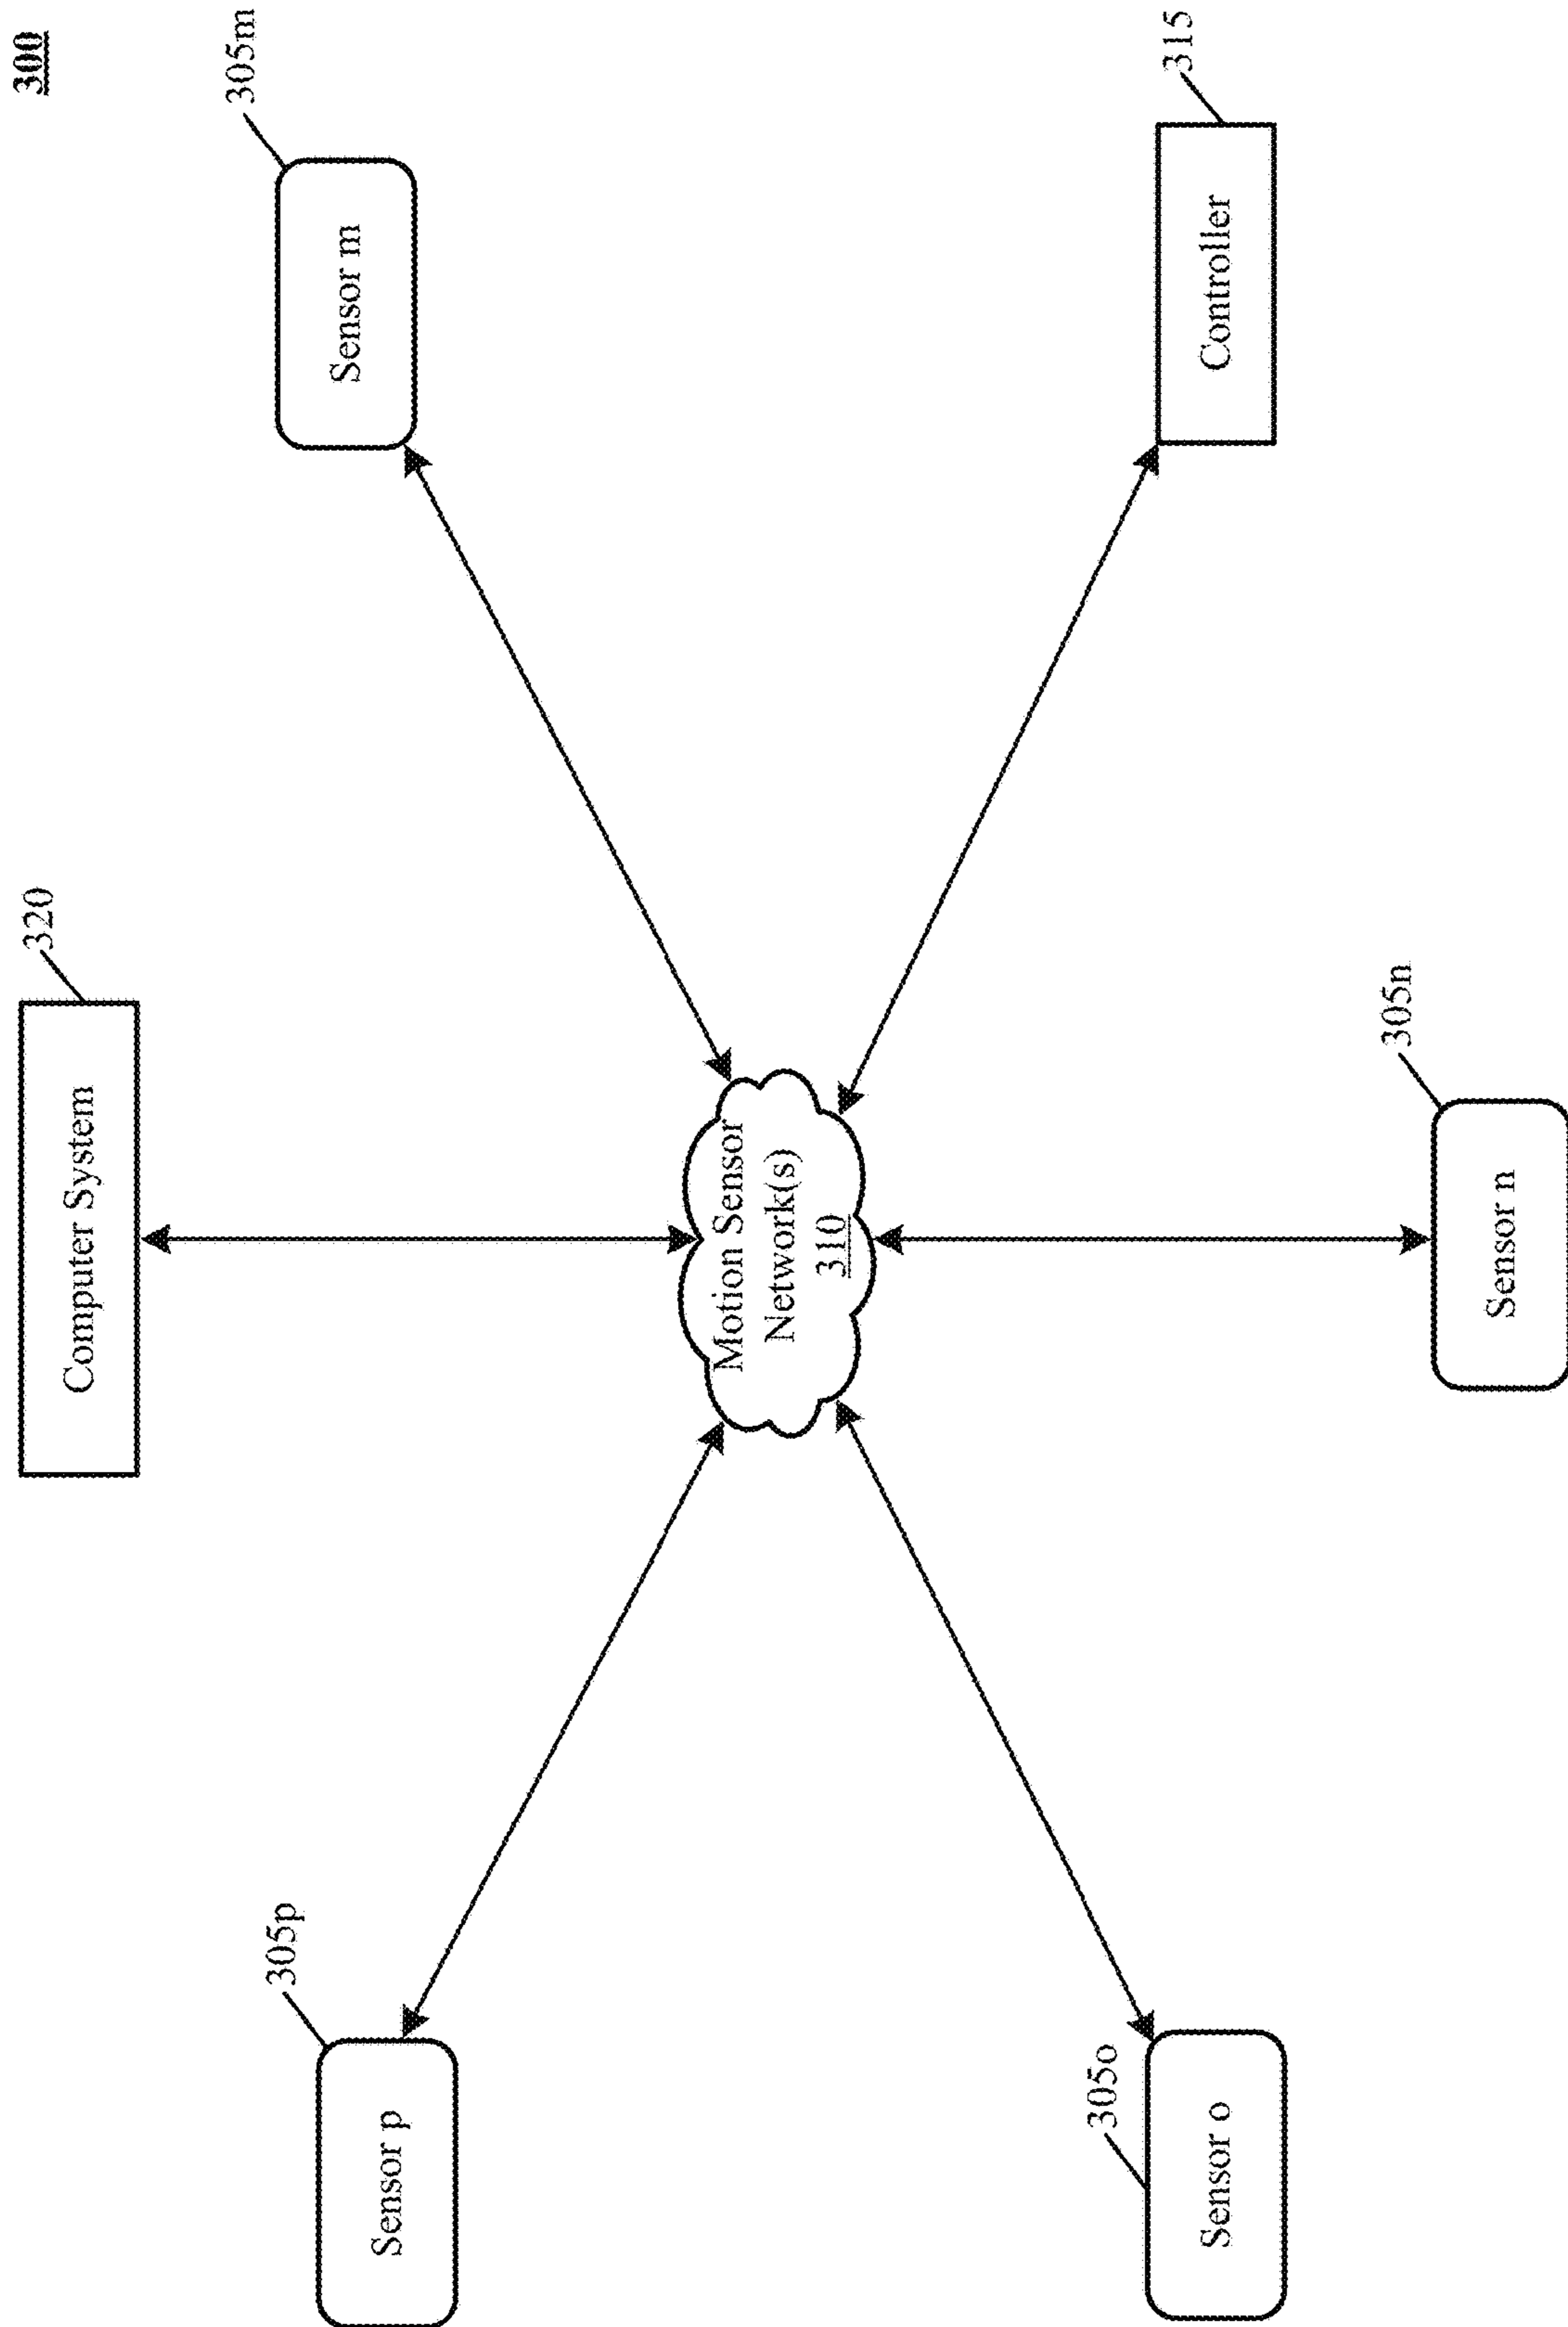 300
320
Computer System
305p
Sensor p
305m
Sensor m
Motion Sensor
Network(s)
310
305o
Sensor o
315
Controller
305n
Sensor n